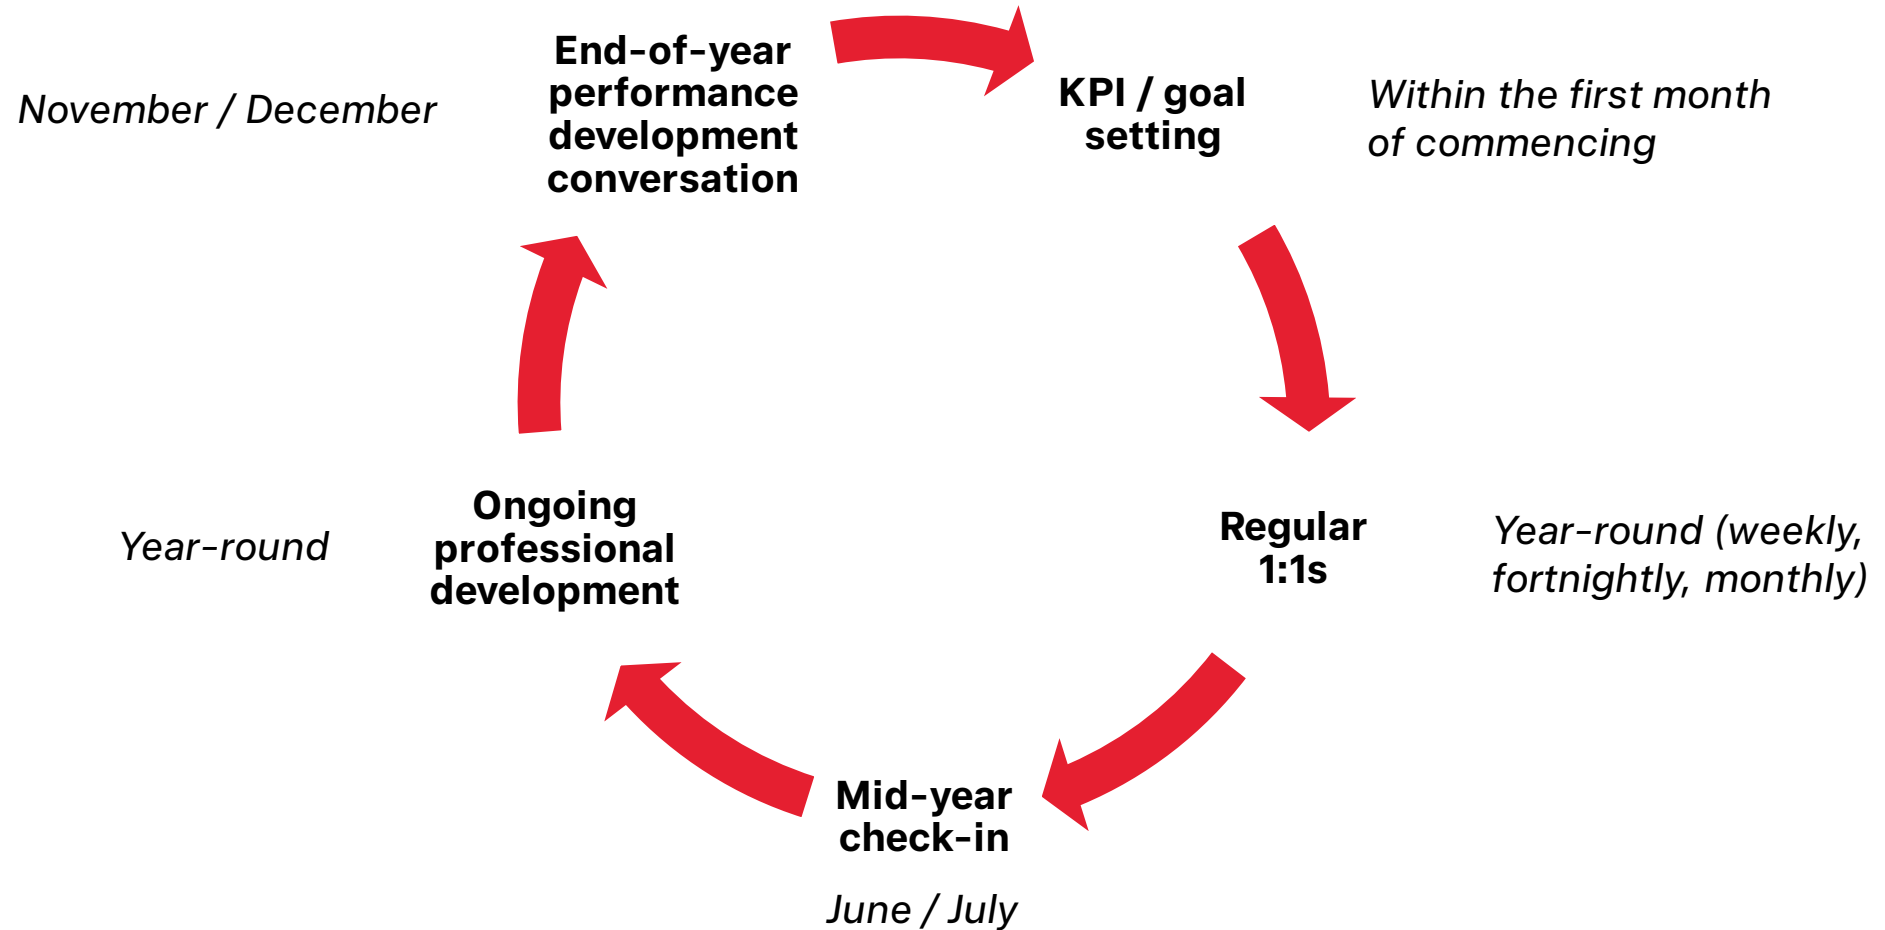 November / December
End-of-year
performance
development
conversation
KPI / goal
setting
Within the first month
of commencing
Regular
1:1s
Year-round (weekly,
fortnightly, monthly)
Mid-year
check-in
June / July
Ongoing
professional
development
Year-round